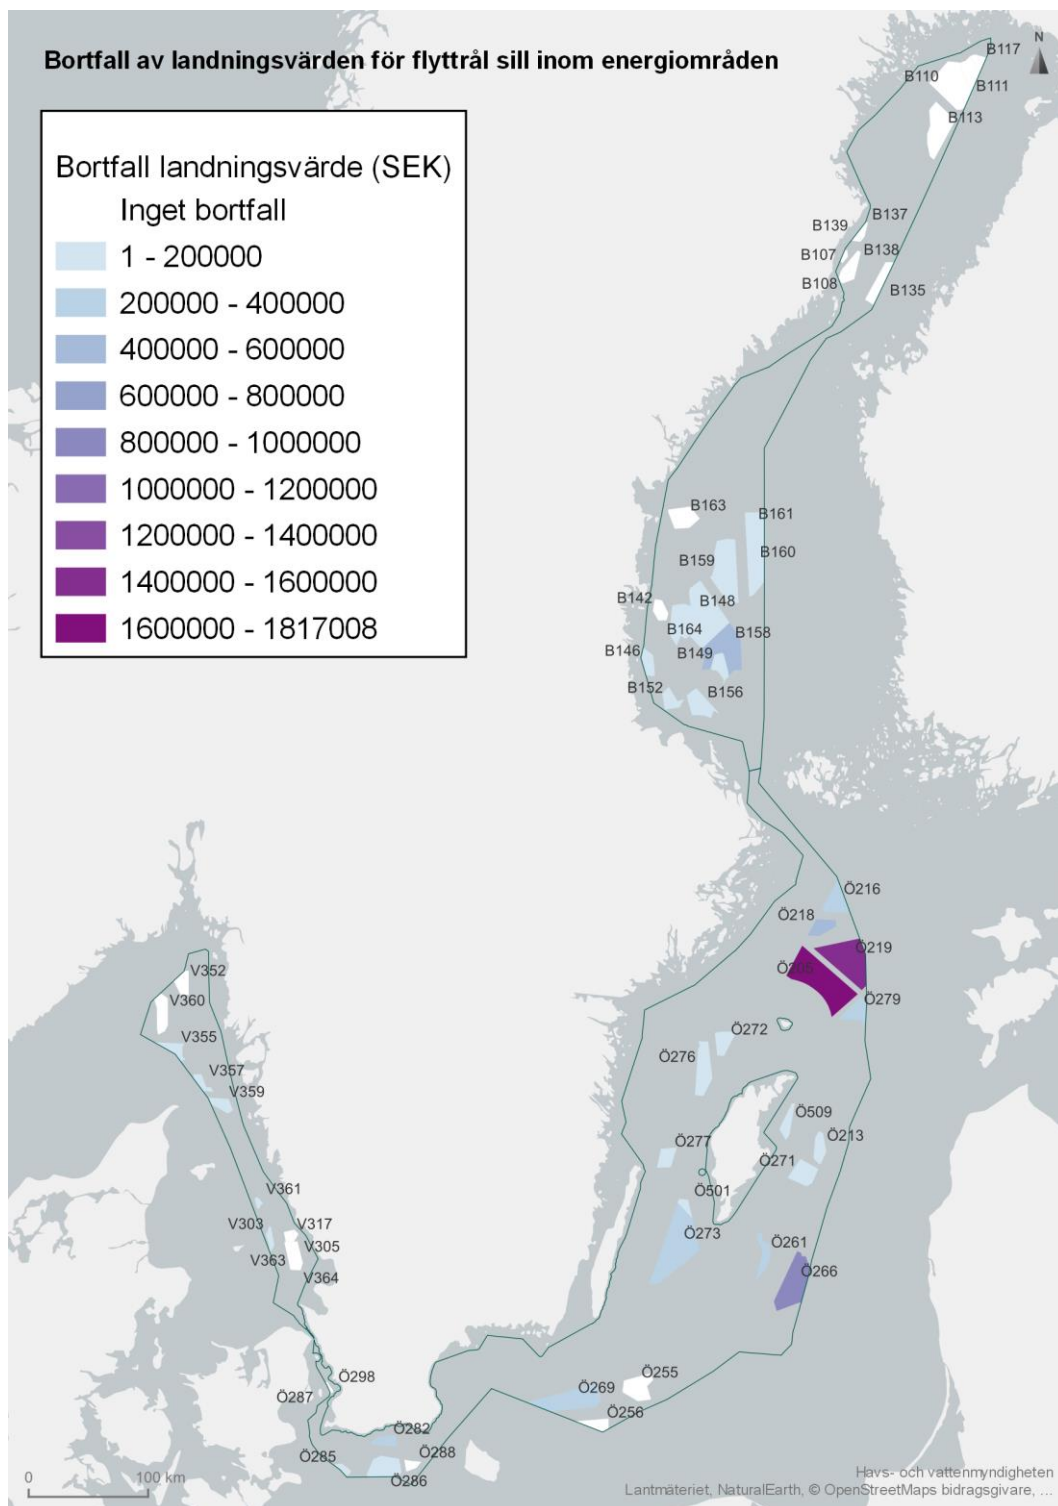 Bortfall av landningsvärden för flyttrål sill inom energiområden
N
Bortfall landningsvärde (SEK)
Inget bortfall
1 - 200000
200000 - 400000
400000 - 600000
600000 - 800000
800000 - 1000000
1000000 - 1200000
1200000 - 1400000
1400000 - 1600000
1600000 - 1817008
B117
B110
B111
B113
B137
B139
B138
B107
B108
B135
B163
B161
B160
B159
B142
B148
B164
B158
B146
B149
B152
B156
Ö216
Ö218
Ö219
Ö205
Ö279
V352
V360
V355
V357
V359
Ö272
Ö276
Ö509
Ö213
Ö277
Ö271
Ö501
V361
V303
V317
V305
V363
V364
Ö273
Ö261
Ö266
Ö298
Ö287
Ö255
Ö269
Ö256
Ö282
Ö285
Ö288
Ö286
0 100 km
Havs- och vattenmyndigheten
Lantmäteriet, NaturalEarth, © OpenStreetMaps bidragsgivare, ...